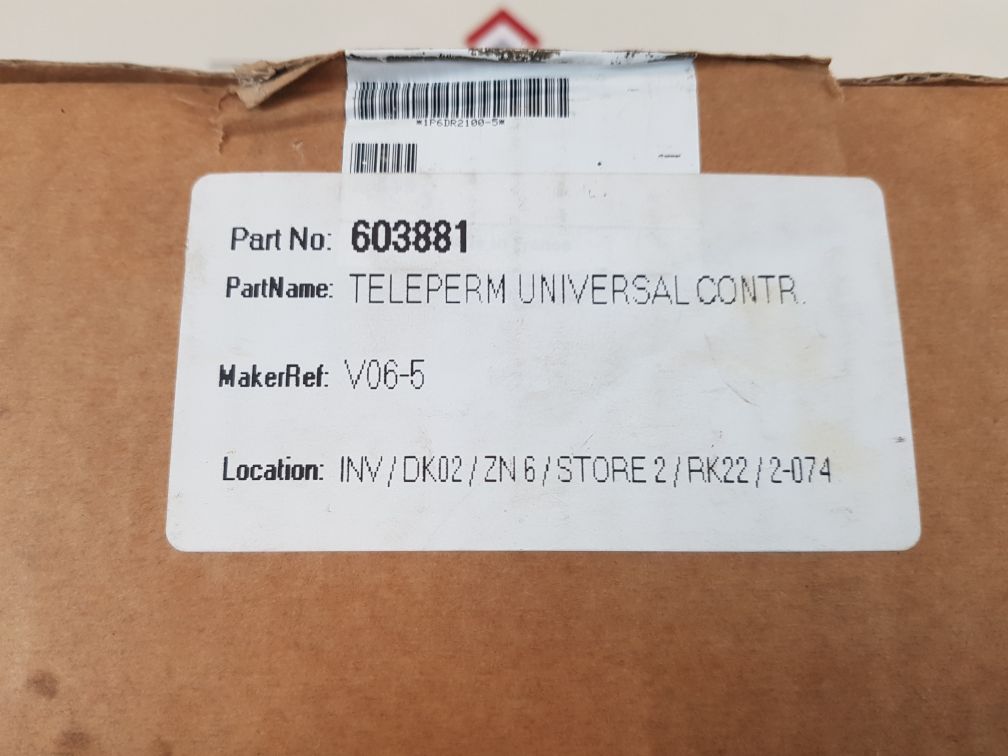 *1P6DR2100-5*
Part No: 603881
PartName: TELEPERM UNIVERSAL CONTR.
MakerRef: V06-5
Location: INV/DK02/ZN 6/STORE 2/RK22/2-074